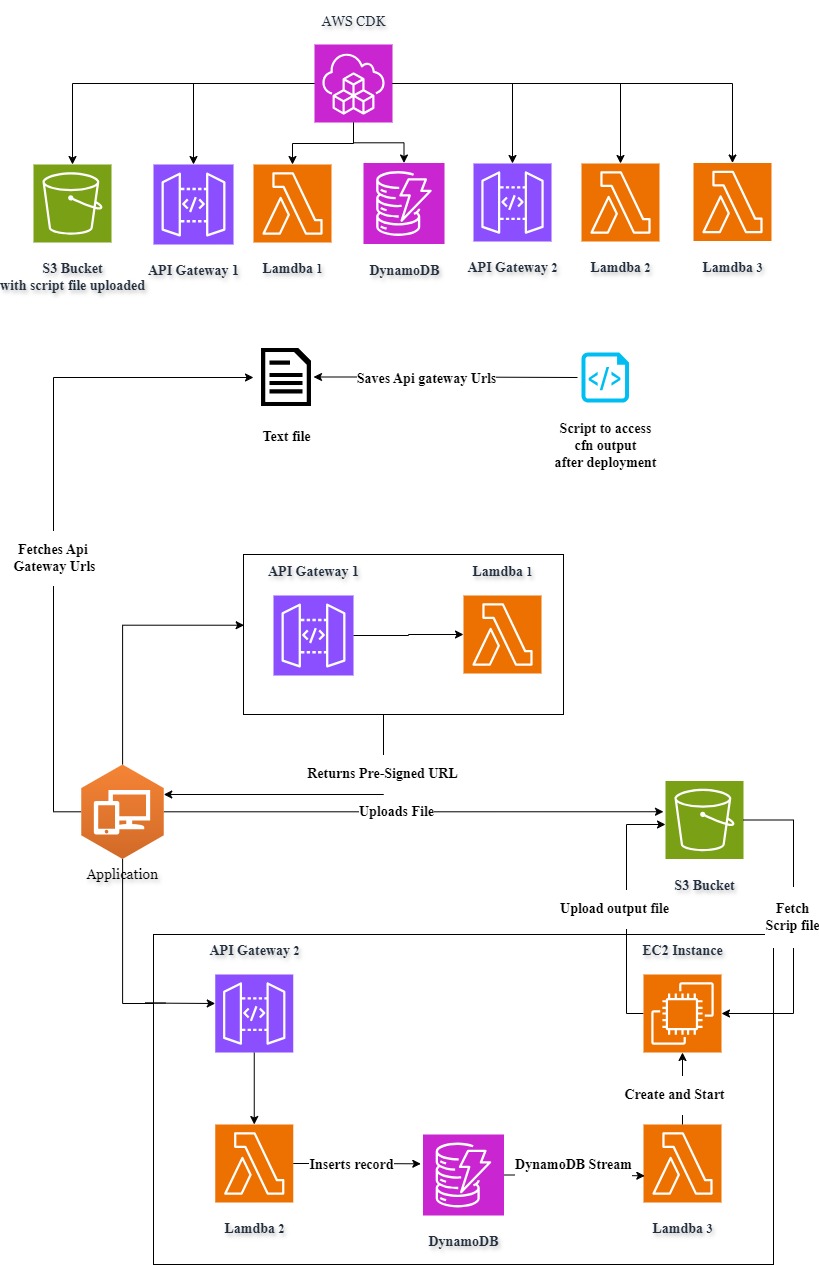 AWS CDK
S3 Bucket
with script file uploaded
API Gateway 1
Lamdba 1
DynamoDB
API Gateway 2
Lamdba 2
Lamdba 3
Saves Api gateway Urls
Text file
Script to access
cfn output
after deployment
Fetches Api
Gateway Urls
API Gateway 1
Lamdba 1
Returns Pre-Signed URL
Uploads File
Application
S3 Bucket
Upload output file
Fetch
Scrip file
API Gateway 2
EC2 Instance
Create and Start
Inserts record
DynamoDB Stream
Lamdba 2
DynamoDB
Lamdba 3